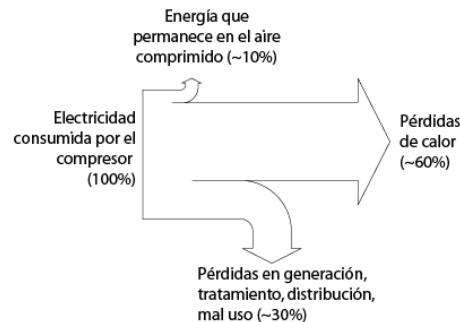 Energía que
permanece en el aire
comprimido (~10%)
Electricidad
consumida por el
compresor
(100%)
Pérdidas
de calor
(~60%)
Pérdidas en generación,
tratamiento, distribución,
mal uso (~30%)